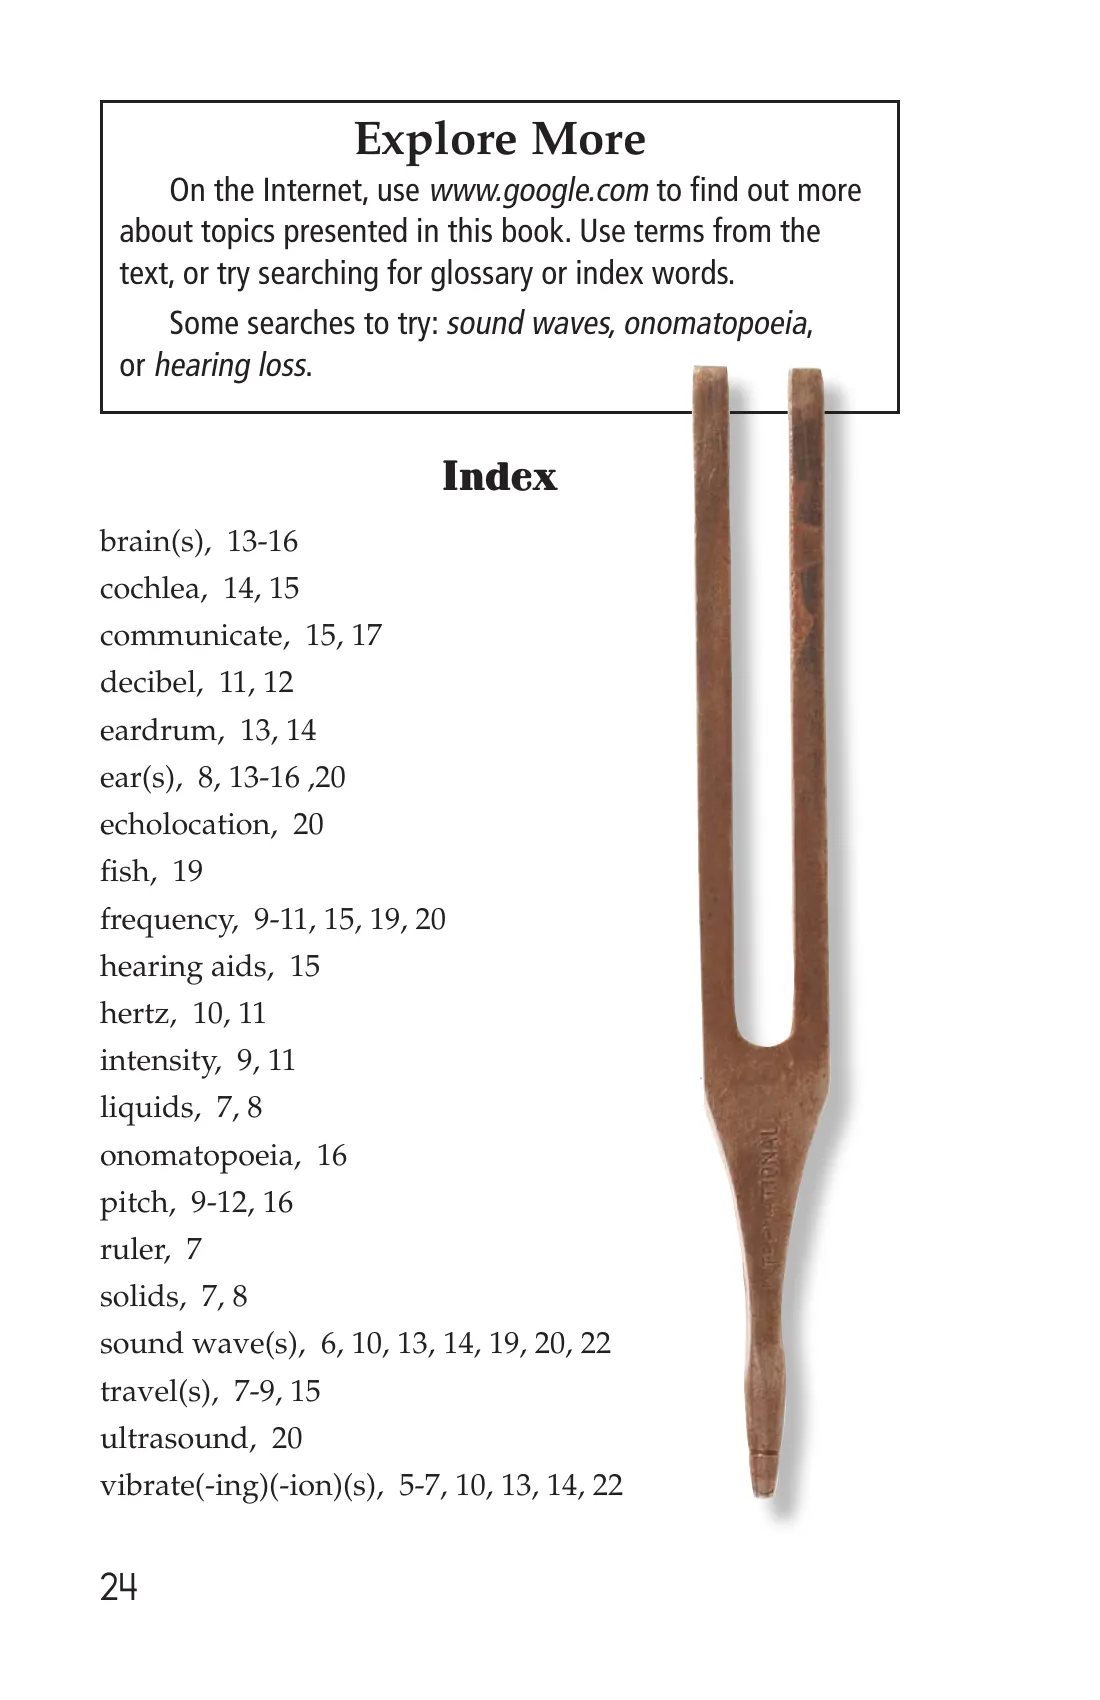 Explore More
On the Internet, use www.google.com to find out more
about topics presented in this book. Use terms from the
text, or try searching for glossary or index words.
Some searches to try: sound waves, onomatopoeia,
or hearing loss.
Index
brain(s), 13-16
cochlea, 14, 15
communicate, 15, 17
decibel, 11, 12
eardrum, 13, 14
ear(s), 8, 13-16 ,20
echolocation, 20
fish, 19
frequency, 9-11, 15, 19, 20
hearing aids, 15
hertz, 10, 11
intensity, 9, 11
liquids, 7, 8
onomatopoeia, 16
pitch, 9-12, 16
ruler, 7
solids, 7, 8
sound wave(s), 6, 10, 13, 14, 19, 20, 22
travel(s), 7-9, 15
ultrasound, 20
vibrate(-ing)(-ion)(s), 5-7, 10, 13, 14, 22
24